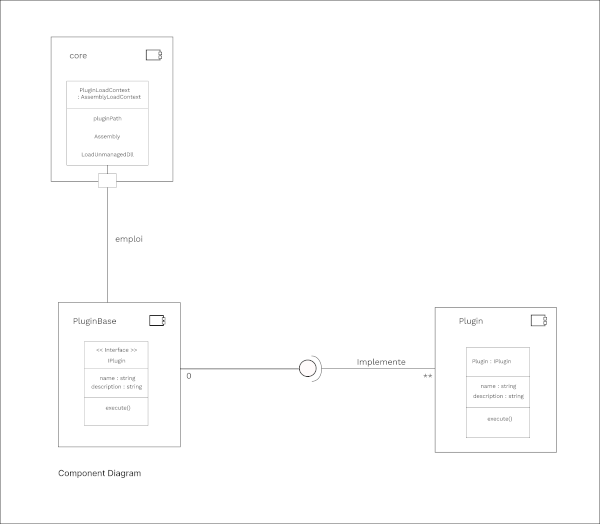 core
PluginLoadContext
: AssemblyLoadContext
pluginPath
Assembly
LoadUnmanagedDll
emploi
PluginBase
<< Interface >>
IPlugin
name : string
description : string
execute()
0
Implemente
**
Plugin
Plugin : IPlugin
name : string
description : string
execute()
Component Diagram